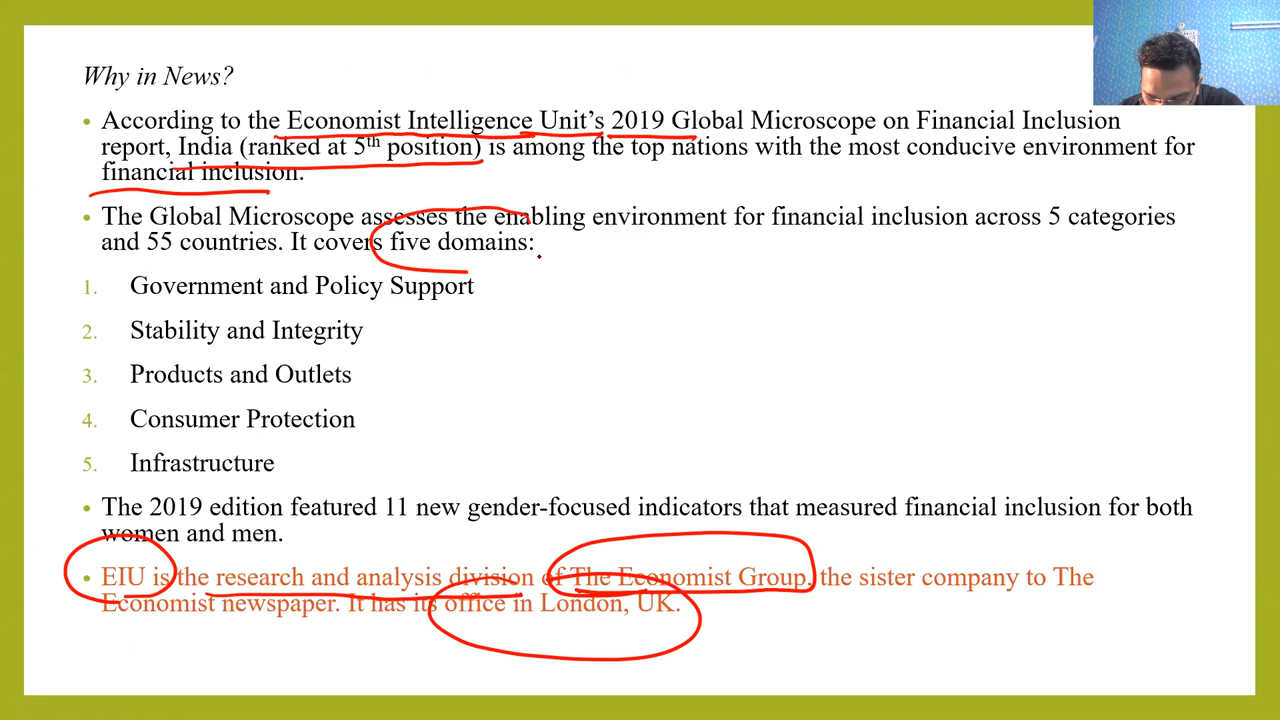 Why in News?
• According to the Economist Intelligence Unit's 2019 Global Microscope on Financial Inclusion
report, India (ranked at 5th position) is among the top nations with the most conducive environment for
financial inclusion.
• The Global Microscope assesses the enabling environment for financial inclusion across 5 categories
and 55 countries. It covers five domains:
1. Government and Policy Support
2. Stability and Integrity
3. Products and Outlets
4. Consumer Protection
5. Infrastructure
• The 2019 edition featured 11 new gender-focused indicators that measured financial inclusion for both
women and men.
• EIU is the research and analysis division of The Economist Group, the sister company to The
Economist newspaper. It has its office in London, UK.